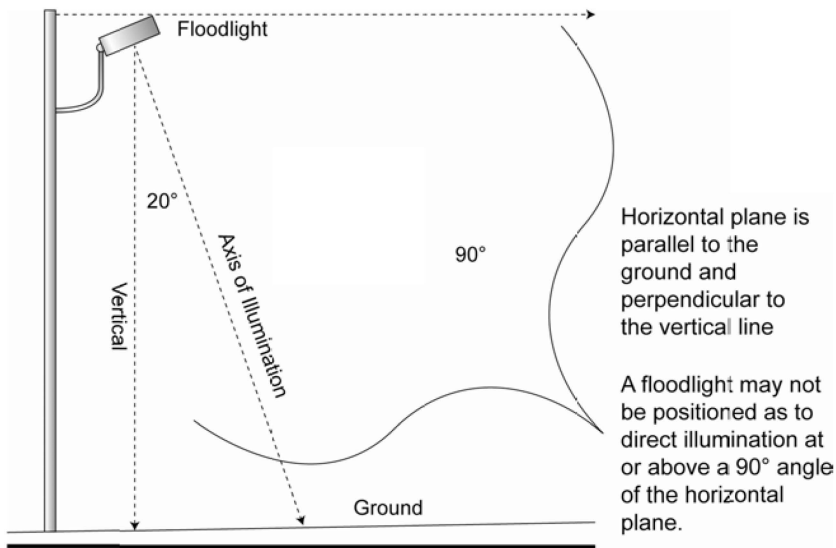 Floodlight
20°
Vertical
Axis of Illumination
90°
Ground
Horizontal plane is
parallel to the
ground and
perpendicular to
the vertical line
A floodlight may not
be positioned as to
direct illumination at
or above a 90° angle
of the horizontal
plane.